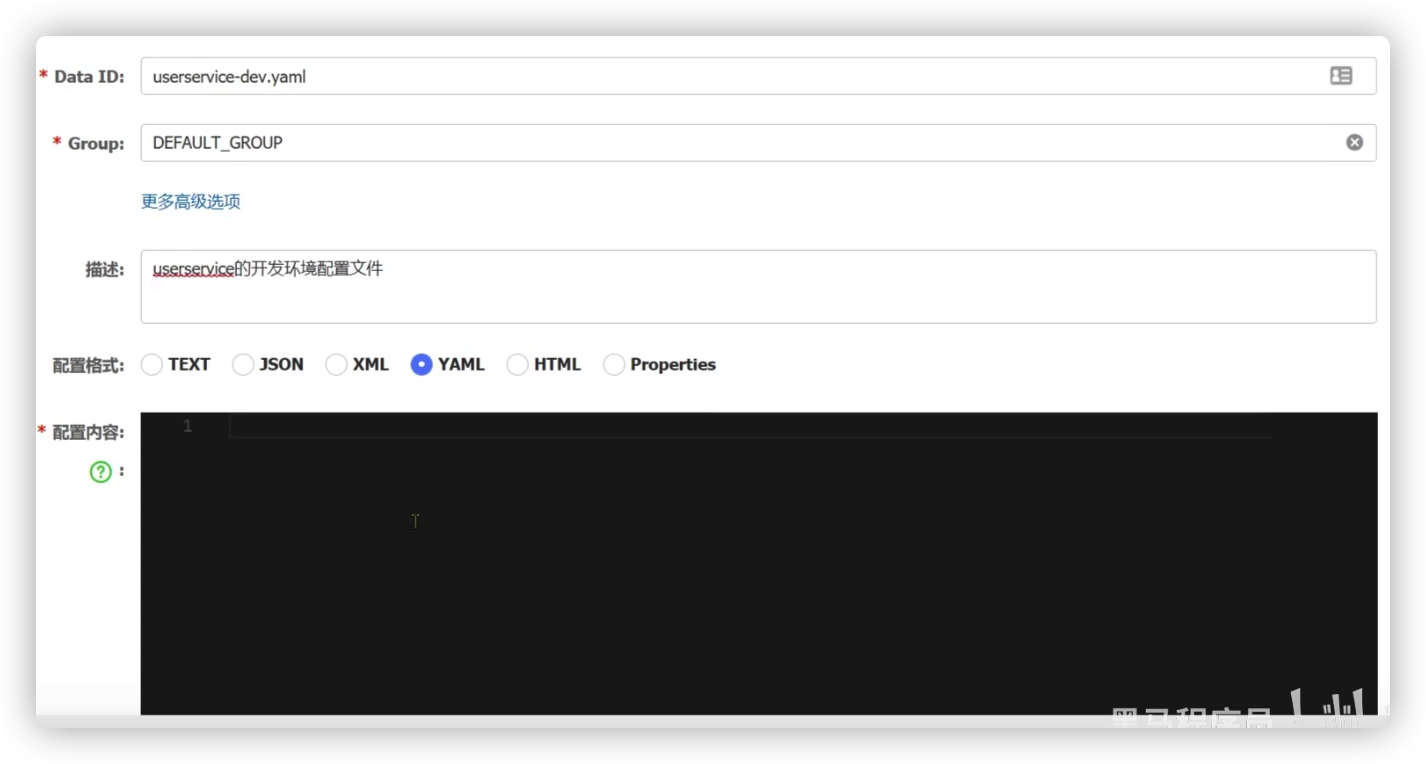 * Data ID: userservice-dev.yaml
* Group: DEFAULT_GROUP
更多高级选项
描述: userservice的开发环境配置文件
配置格式: TEXT JSON XML YAML HTML Properties
* 配置内容: 1
? :
黑马程序员